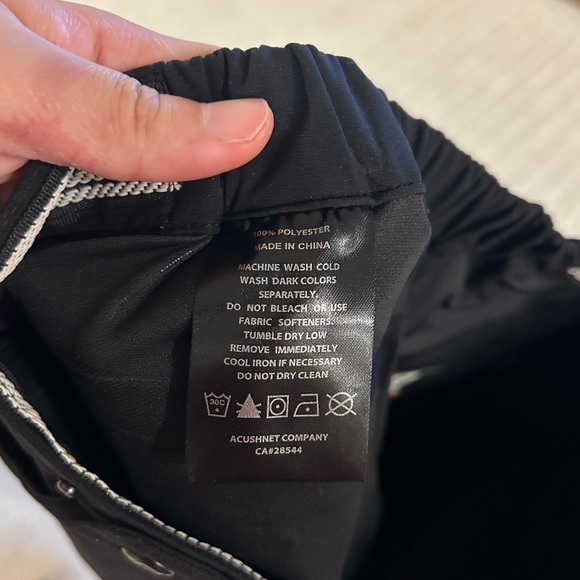 100% POLYESTER
MADE IN CHINA
MACHINE WASH COLD
WASH DARK COLORS
SEPARATELY.
DO NOT BLEACH OR USE
FABRIC SOFTENERS.
TUMBLE DRY LOW
REMOVE IMMEDIATELY
COOL IRON IF NECESSARY
DO NOT DRY CLEAN
30C
ACUSHNET COMPANY
CA#28544